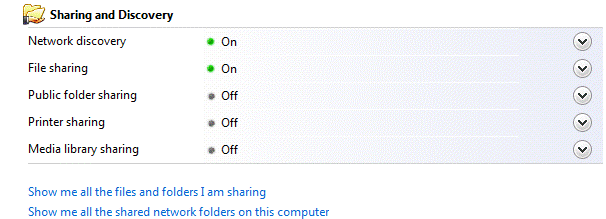 Sharing and Discovery
Network discovery On
File sharing On
Public folder sharing Off
Printer sharing Off
Media library sharing Off
Show me all the files and folders I am sharing
Show me all the shared network folders on this computer